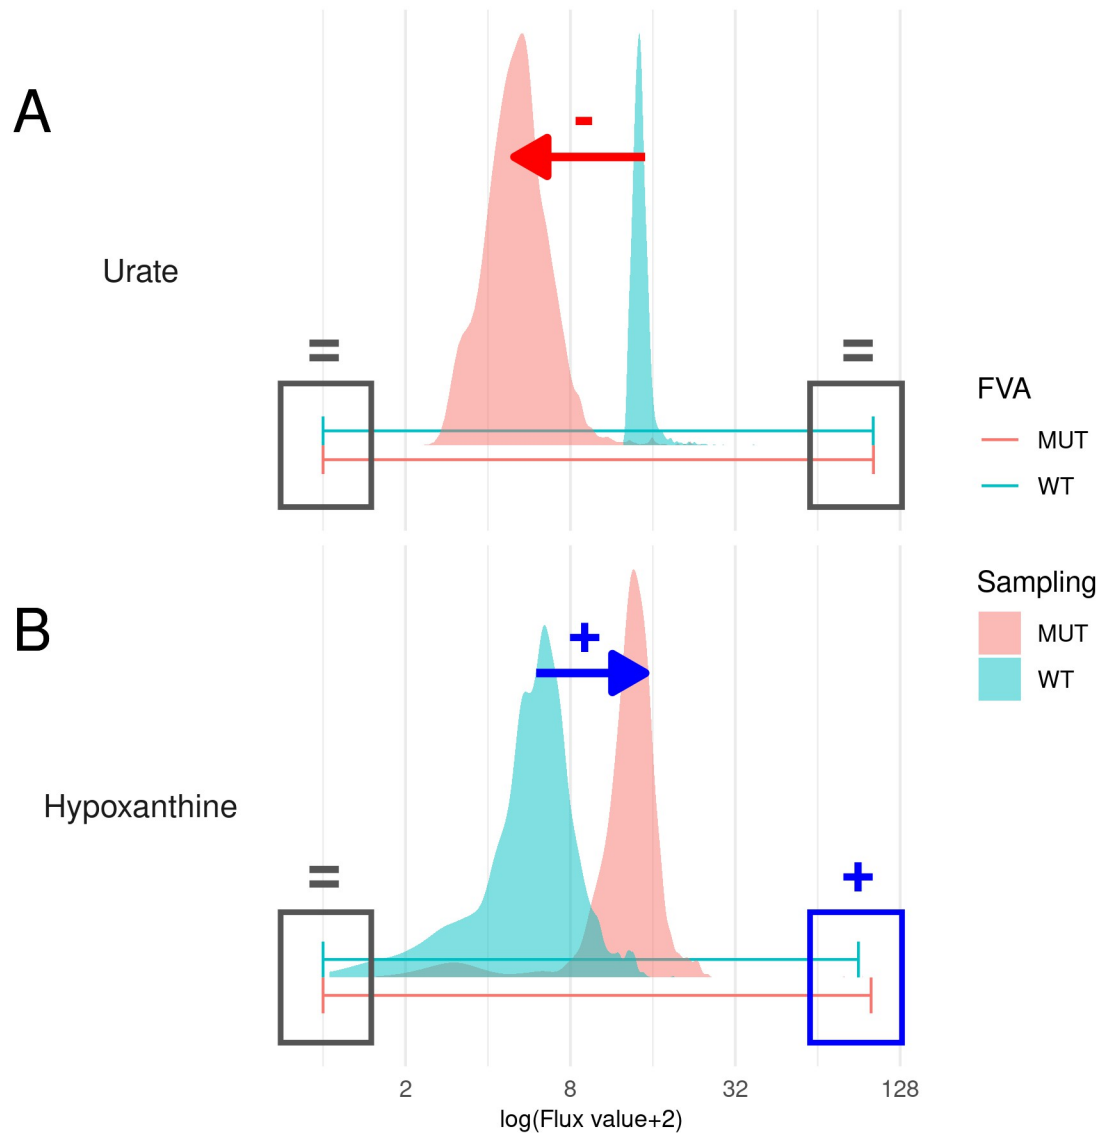 A
-
Urate
=
=
FVA
MUT
WT
Sampling
MUT
WT
B
+
Hypoxanthine
=
+
2
8
32
128
log(Flux value+2)